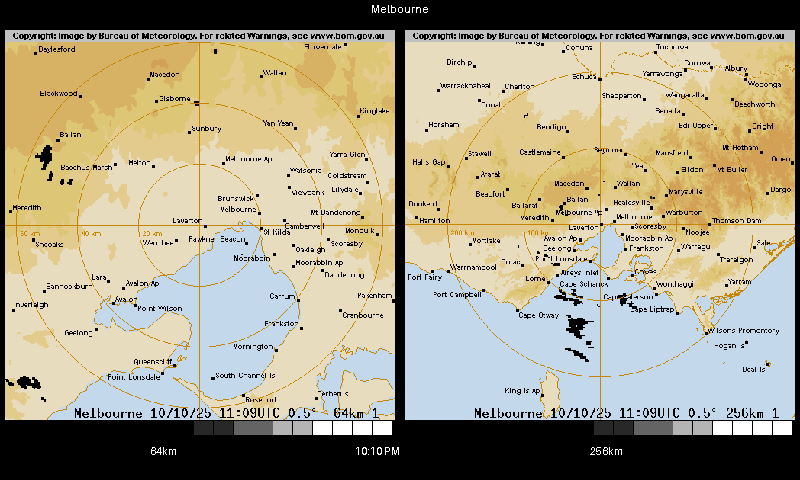 Melbourne
Copyright: Image by Bureau of Meteorology. For related Warnings, see www.bom.gov.au
Daylesford
Macedon
Wallan
Blackwood
Gisborne
Kinglake
Sunbury
Yan Yean
Ballan
Bacchus Marsh
Melton
Melbourne Ap
Yarra Glen
Watsonia
Coldstream
Viewbank
Lilydale
Brunswick
Melbourne
Meredith
Mt Dandenong
Laverton
St Kilda
Camberwell
Monbulk
60 km
40 km
20 km
Sheoaks
Werribee
Fawkner Beacon
Oakleigh
Scoresby
Moorabbin
Moorabbin Ap
Dandenong
Lara
Bannockburn
Avalon Ap
Avalon
Point Wilson
Cerrium
Pakenham
Inverleigh
Cranbourne
Geelong
Frankston
Mornington
Queenscliff
Point Lonsdale
South Channel Is
Rosebud
Melbourne 10/10/25 11:09UTC 0.5° 64km 1
64km
10:10PM
Copyright: Image by Bureau of Meteorology. For related Warnings, see www.bom.gov.au
Birchip
Echuca
Yarrawonga
Corowa
Albury
Wodonga
Warracknabeal
Charlton
Shepparton
Wangaratta
Donald
Benalla
Beechworth
Horsham
Bendigo
Edi Upper
Bright
Stawell
Castlemaine
Seymour
Mansfield
Mt Hotham
Halls Gap
Omeo
Ararat
Yea
Eildon
Mt Buller
Macedon
Wallan
Beaufort
Marysville
Dargo
Ballan
Ballarat
Healesville
Melbourne Ap
Hamilton
Meredith
Melbourne
Warburton
Thomson Dam
200 km
100 km
Laverton
Scoresby
Noojee
Mortlake
Avalon Ap
Moorabbin Ap
Geelong
Frankston
Warragul
Sale
Traralgon
Warrnambool
Aireys Inlet
Port Fairy
Lorne
Cape Schanck
Wonthaggi
Yarram
Port Campbell
Cape Otway
Cape Liptrap
Wilsons Promontory
Hogan Is
Deal Is
King Is Ap
Melbourne 10/10/25 11:09UTC 0.5° 256km 1
256km